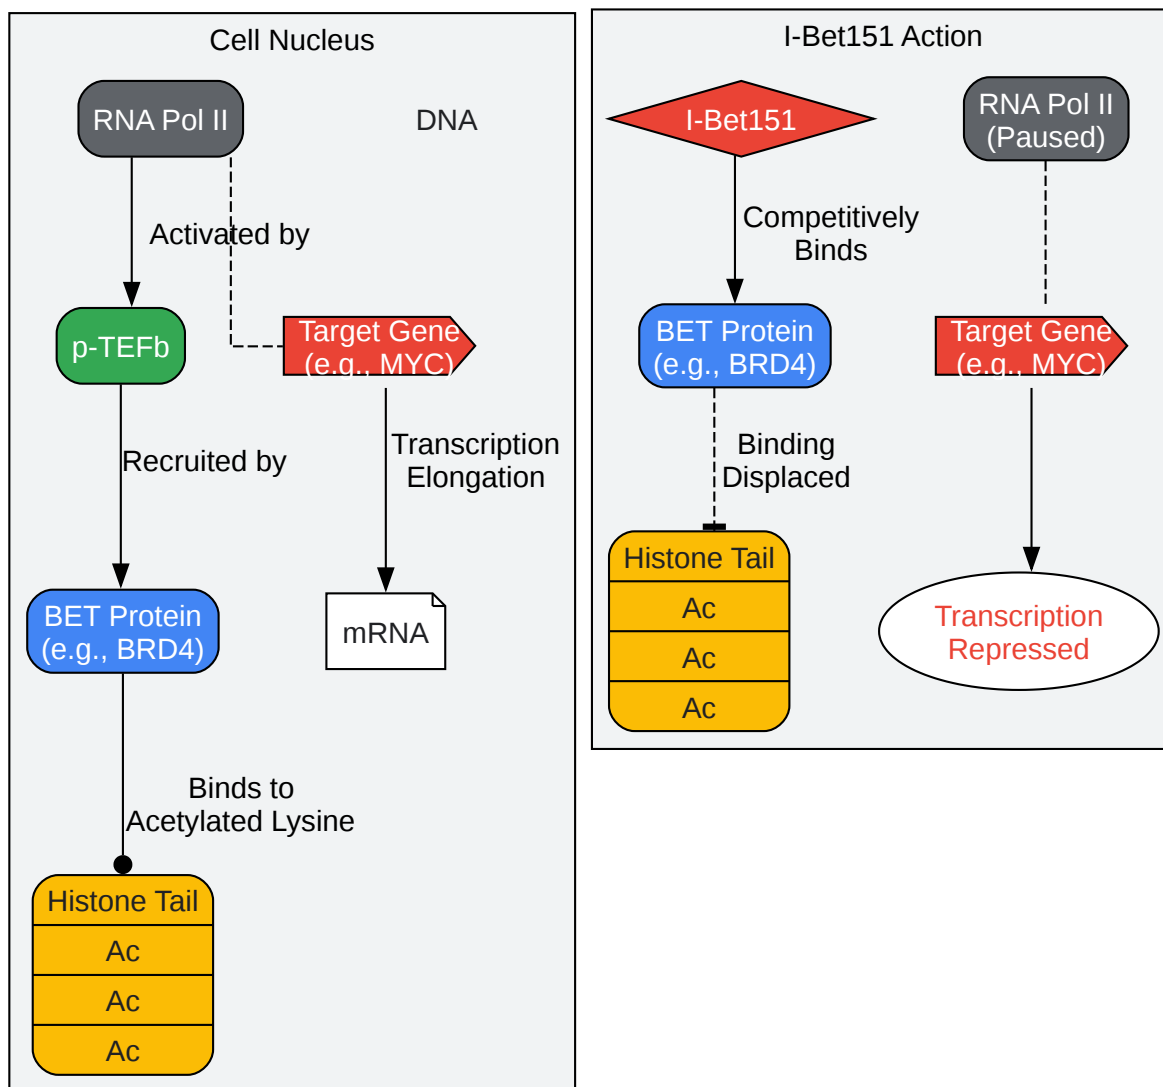 Cell Nucleus
RNA Pol II
DNA
Activated by
p-TEFb
Target Gene
(e.g., MYC)
Recruited by
Transcription
Elongation
BET Protein
(e.g., BRD4)
mRNA
Binds to
Acetylated Lysine
Histone Tail
Ac
Ac
Ac
I-Bet151 Action
I-Bet151
RNA Pol II
(Paused)
Competitively
Binds
BET Protein
(e.g., BRD4)
Target Gene
(e.g., MYC)
Binding
Displaced
Histone Tail
Ac
Ac
Ac
Transcription
Repressed